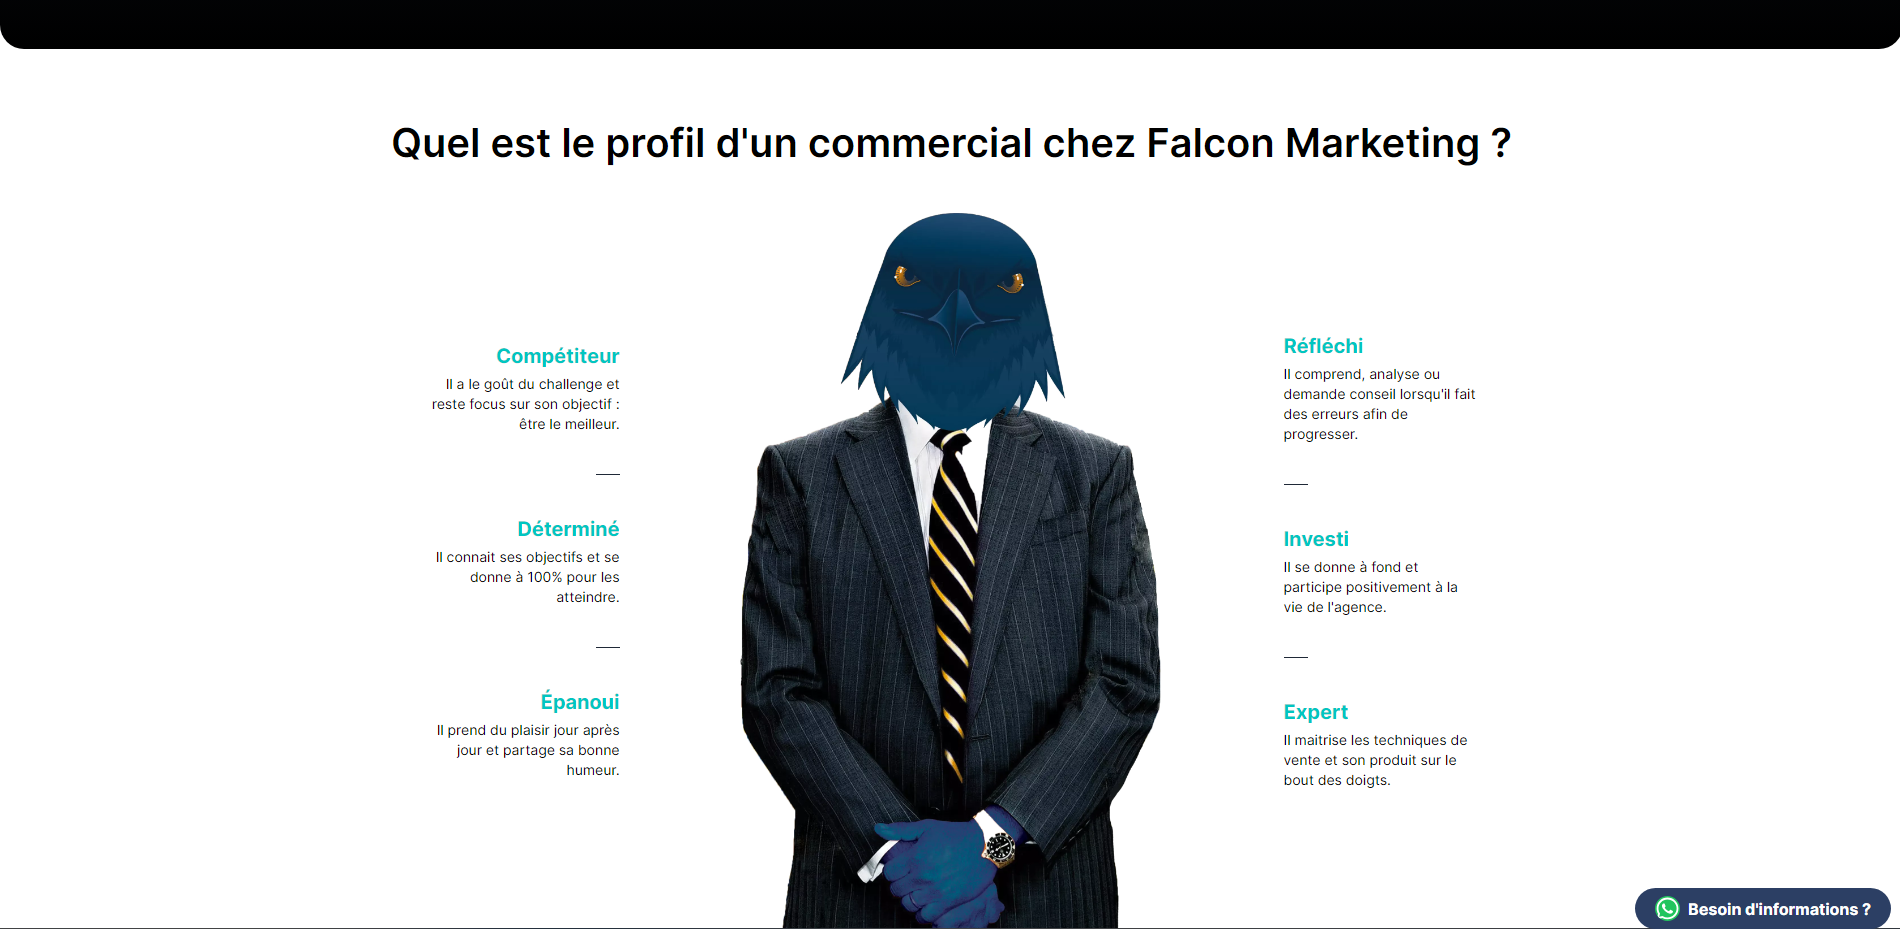 Quel est le profil d'un commercial chez Falcon Marketing ?
Compétiteur
Il a le goût du challenge et
reste focus sur son objectif :
être le meilleur.
Déterminé
Il connait ses objectifs et se
donne à 100% pour les
atteindre.
Épanoui
Il prend du plaisir jour après
jour et partage sa bonne
humeur.
Réfléchi
Il comprend, analyse ou
demande conseil lorsqu'il fait
des erreurs afin de
progresser.
Investi
Il se donne à fond et
participe positivement à la
vie de l'agence.
Expert
Il maitrise les techniques de
vente et son produit sur le
bout des doigts.
Besoin d'informations ?